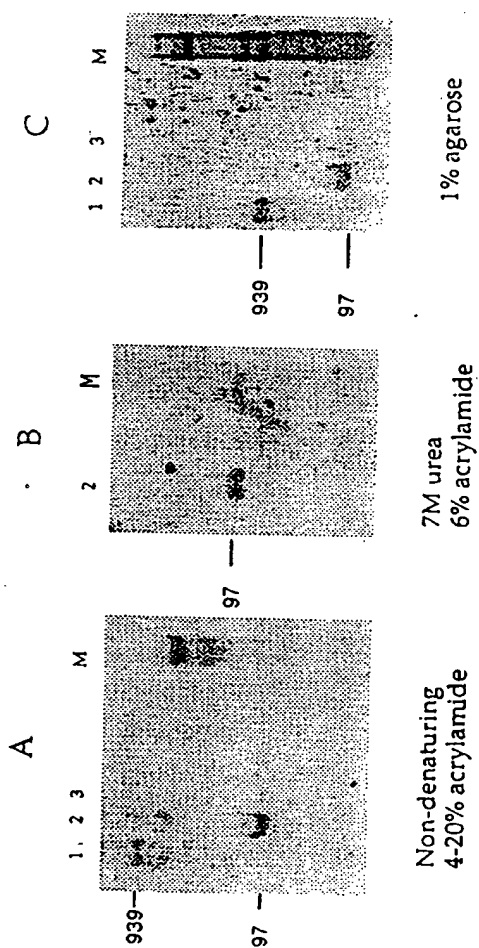 A
1, 2 3 M
939
97
Non-denaturing
4-20% acrylamide
B
2 M
97
7M urea
6% acrylamide
C
1 2 3 M
939
97
1% agarose